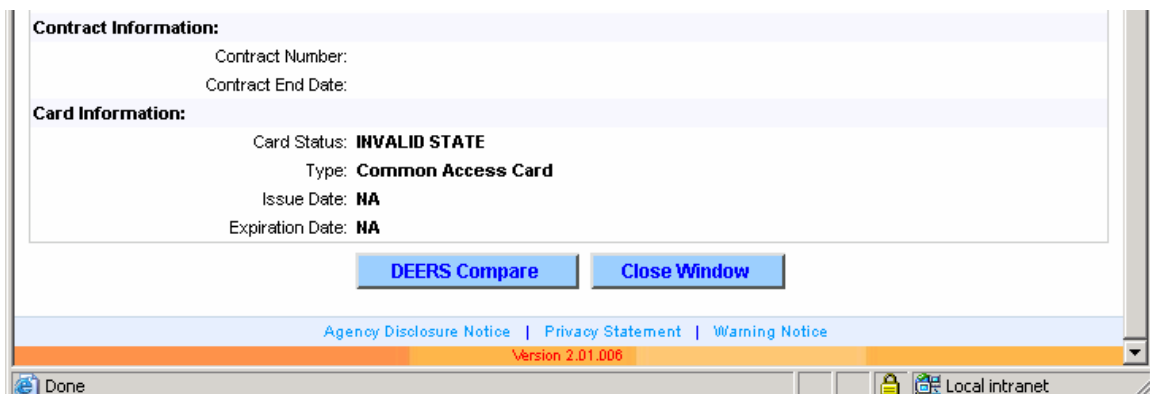 Contract Information:
Contract Number:
Contract End Date:
Card Information:
Card Status: INVALID STATE
Type: Common Access Card
Issue Date: NA
Expiration Date: NA
DEERS Compare Close Window
Agency Disclosure Notice | Privacy Statement | Warning Notice
Version 2.01.006
Done Local intranet